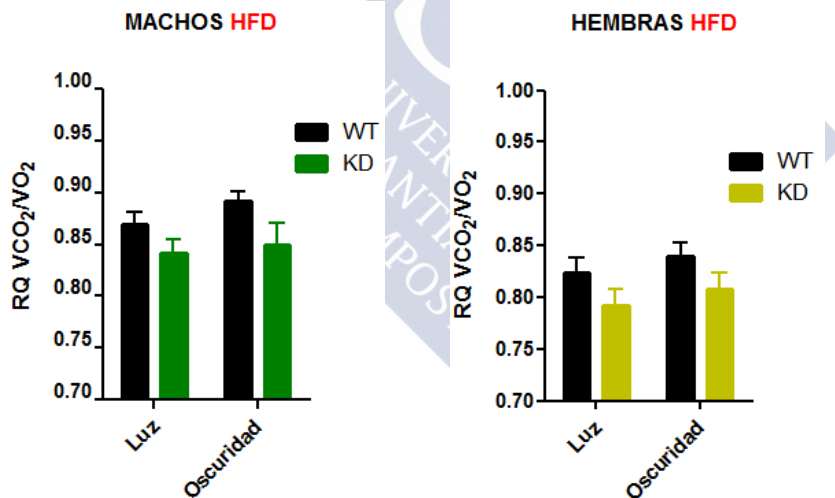 MACHOS HFD
1.00
0.95
0.90
0.85
0.80
0.75
0.70
RQ VCO₂/VO₂
WT
KD
Luz
Oscuridad
HEMBRAS HFD
1.00
0.95
0.90
0.85
0.80
0.75
0.70
RQ VCO₂/VO₂
WT
KD
Luz
Oscuridad